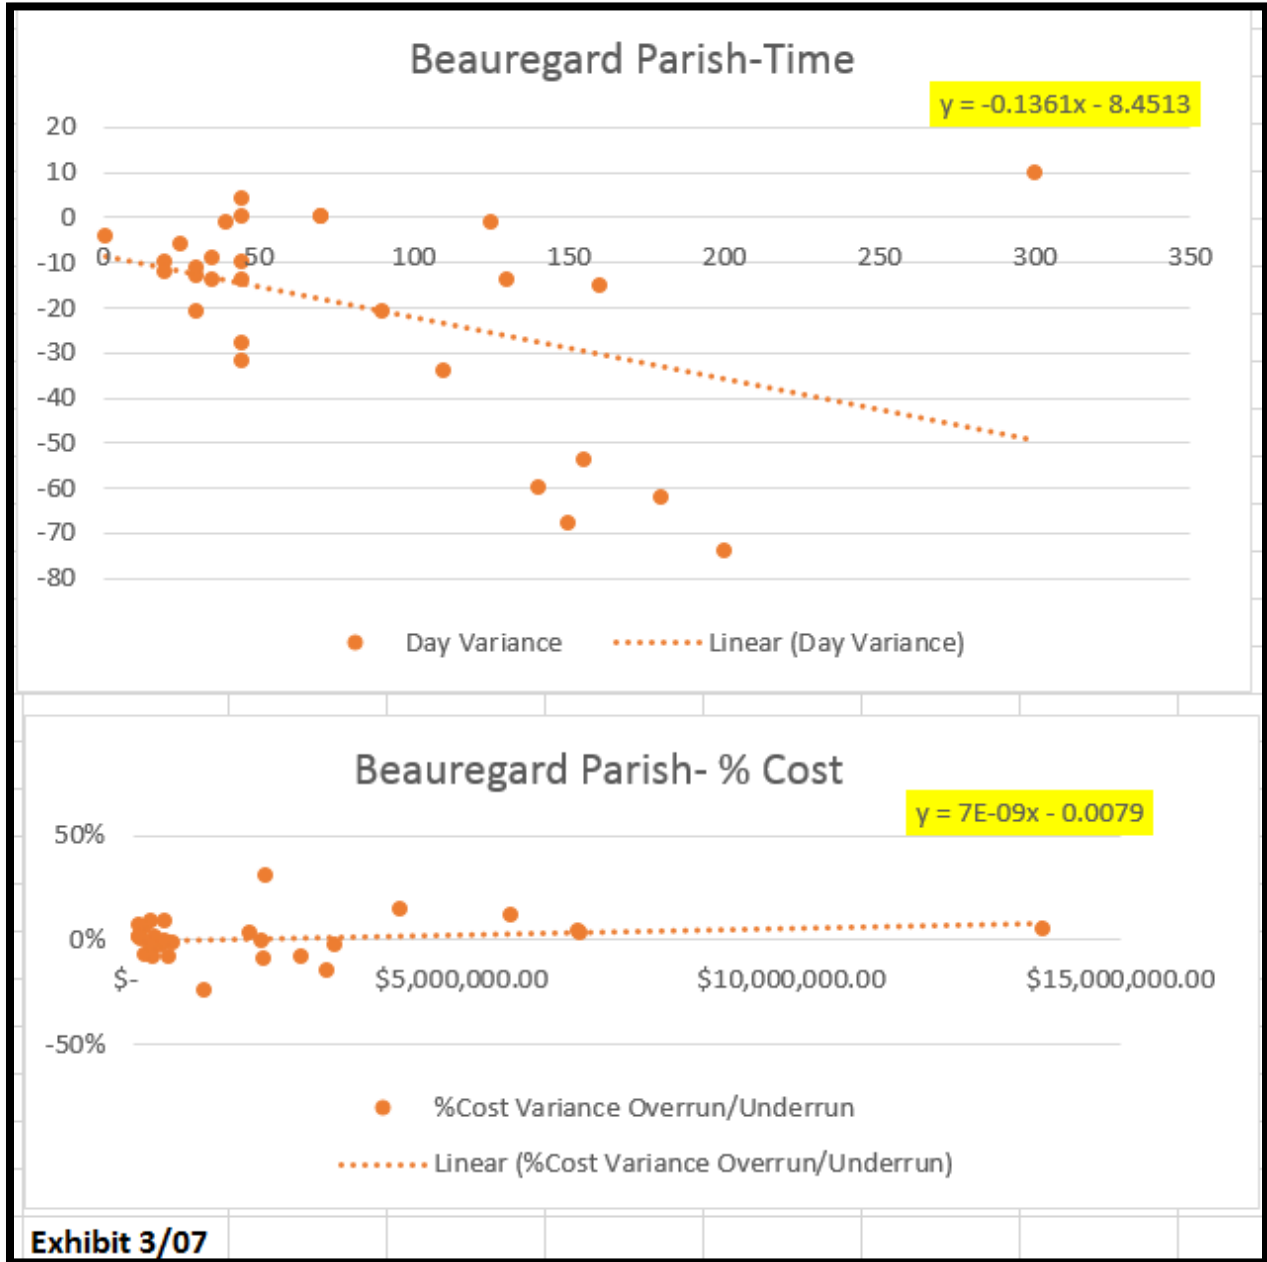 Beauregard Parish-Time
y = -0.1361x - 8.4513
20
10
0
0 50 100 150 200 250 300 350
-10
-20
-30
-40
-50
-60
-70
-80
Day Variance Linear (Day Variance)
Beauregard Parish- % Cost
y = 7E-09x - 0.0079
50%
0%
$- $5,000,000.00 $10,000,000.00 $15,000,000.00
-50%
%Cost Variance Overrun/Underrun
Linear (%Cost Variance Overrun/Underrun)
Exhibit 3/07